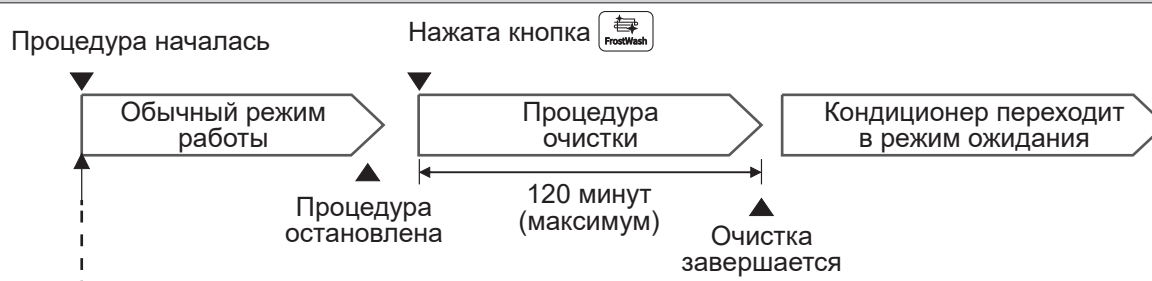 Процедура началась
Нажата кнопка FrostWash
Обычный режим
работы
Процедура
очистки
Кондиционер переходит
в режим ожидания
Процедура
остановлена
120 минут
(максимум)
Очистка
завершается